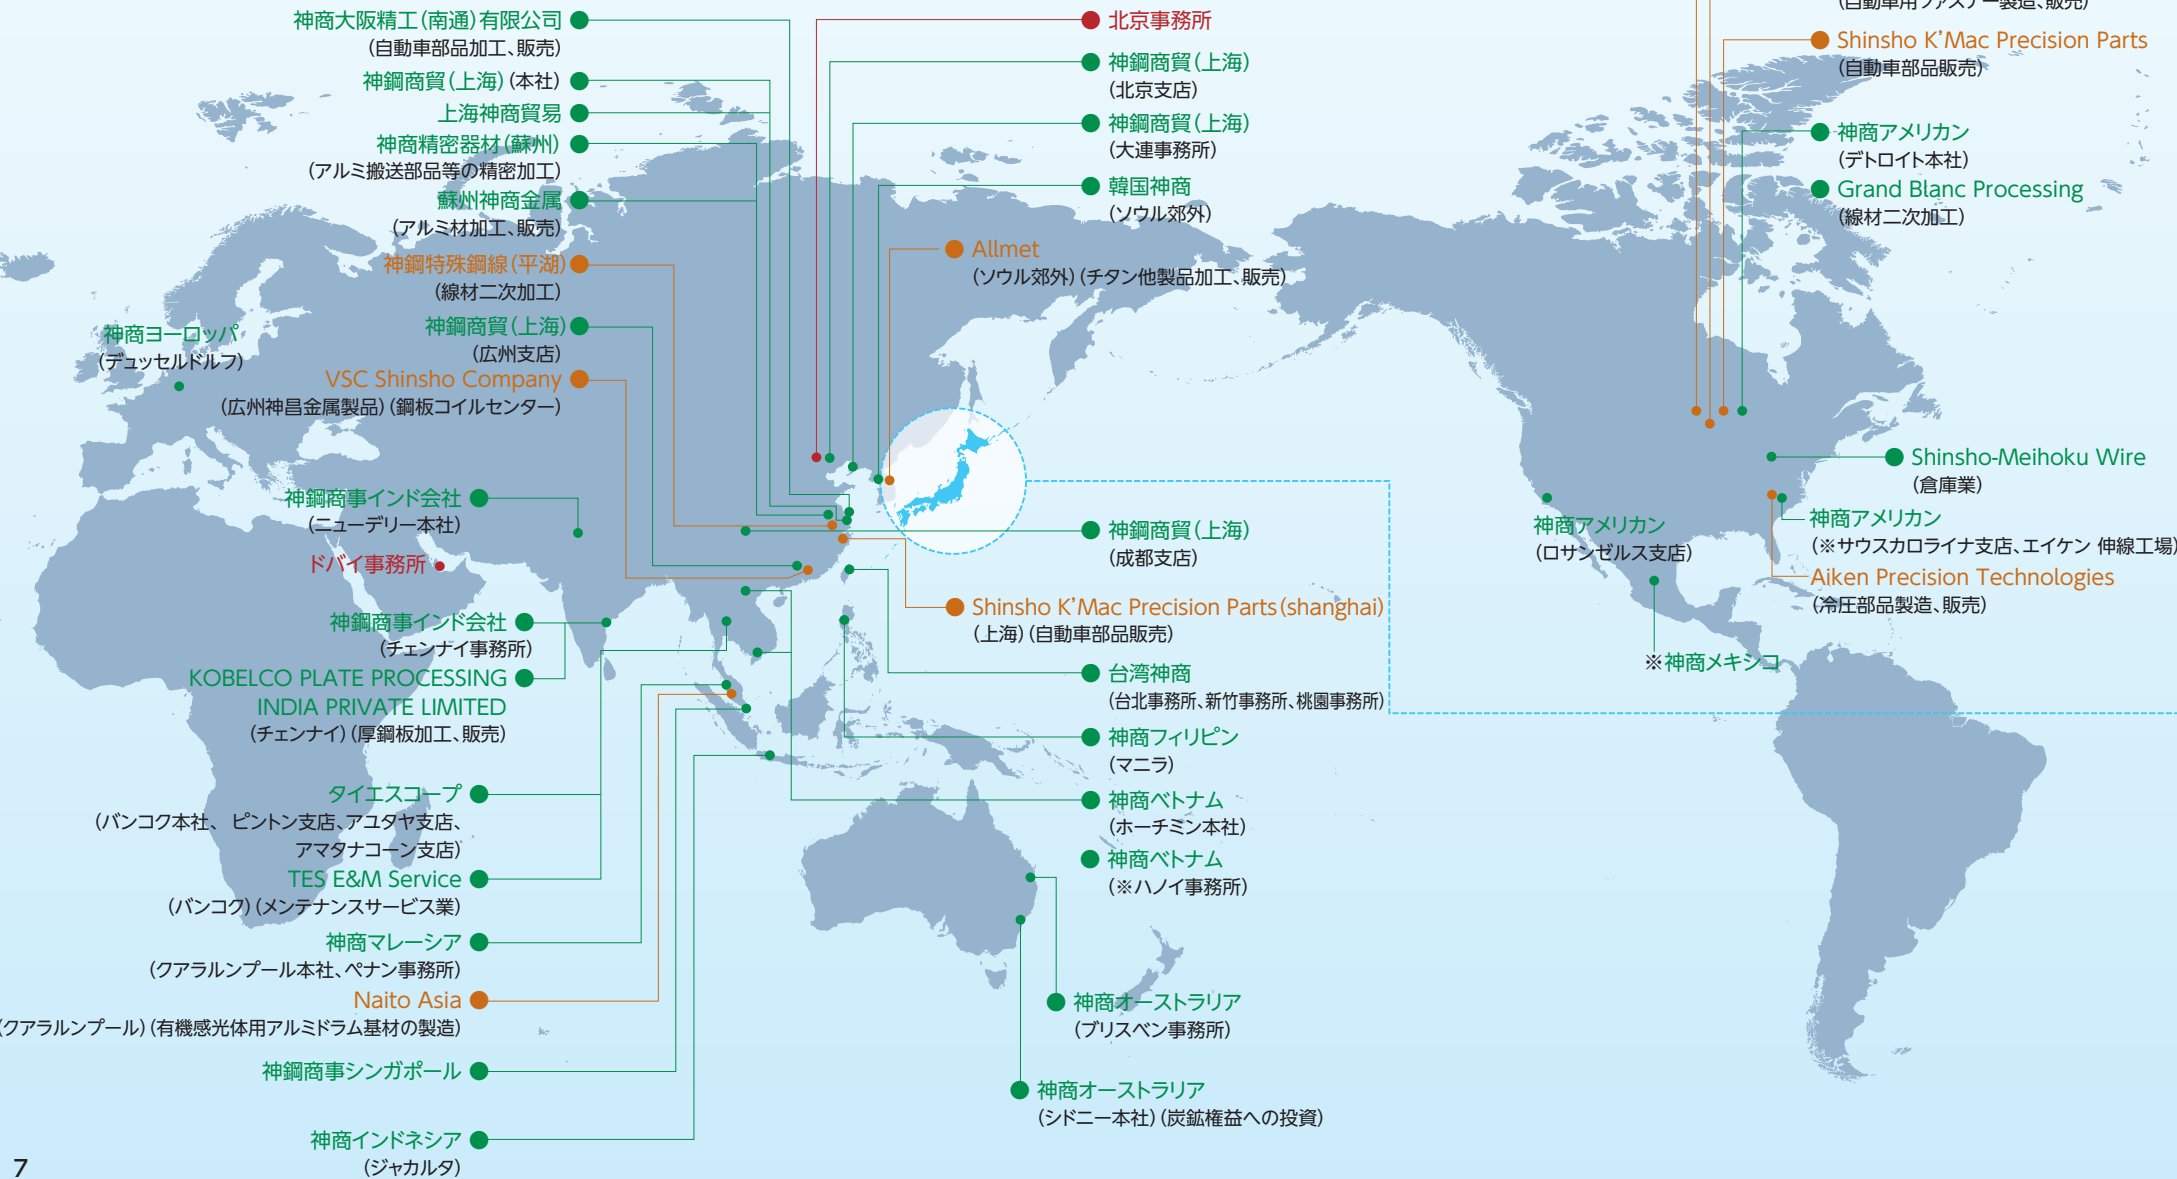 神商大阪精工(南通)有限公司
(自動車部品加工、販売)
神鋼商貿(上海)(本社)
上海神商貿易
神商精密器材(蘇州)
(アルミ搬送部品等の精密加工)
蘇州神商金属
(アルミ材加工、販売)
神鋼特殊鋼線(平湖)
(線材二次加工)
神鋼商貿(上海)
(広州支店)
VSC Shinsho Company
(広州神昌金属製品)(鋼板コイルセンター)
神商ヨーロッパ
(デュッセルドルフ)
神鋼商事インド会社
(ニューデリー本社)
ドバイ事務所
神鋼商事インド会社
(チェンナイ事務所)
KOBELCO PLATE PROCESSING
INDIA PRIVATE LIMITED
(チェンナイ)(厚鋼板加工、販売)
タイエスコープ
(バンコク本社、ピントン支店、アユタヤ支店、
アマタナコーン支店)
TES E&M Service
(バンコク)(メンテナンスサービス業)
神商マレーシア
(クアラルンプール本社、ペナン事務所)
Naito Asia
(クアラルンプール)(有機感光体用アルミドラム基材の製造)
神鋼商事シンガポール
神商インドネシア
(ジャカルタ)
北京事務所
神鋼商貿(上海)
(北京支店)
神鋼商貿(上海)
(大連事務所)
韓国神商
(ソウル郊外)
Allmet
(ソウル郊外)(チタン他製品加工、販売)
神鋼商貿(上海)
(成都支店)
Shinsho K’Mac Precision Parts(shanghai)
(上海)(自動車部品販売)
台湾神商
(台北事務所、新竹事務所、桃園事務所)
神商フィリピン
(マニラ)
神商ベトナム
(ホーチミン本社)
神商ベトナム
(※ハノイ事務所)
神商オーストラリア
(ブリスベン事務所)
神商オーストラリア
(シドニー本社)(炭鉱権益への投資)
(自動車用ファスナー製造、販売)
Shinsho K’Mac Precision Parts
(自動車部品販売)
神商アメリカン
(デトロイト本社)
Grand Blanc Processing
(線材二次加工)
Shinsho-Meihoku Wire
(倉庫業)
神商アメリカン
(ロサンゼルス支店)
神商アメリカン
(※サウスカロライナ支店、エイケン 伸線工場)
Aiken Precision Technologies
(冷圧部品製造、販売)
※神商メキシコ
7